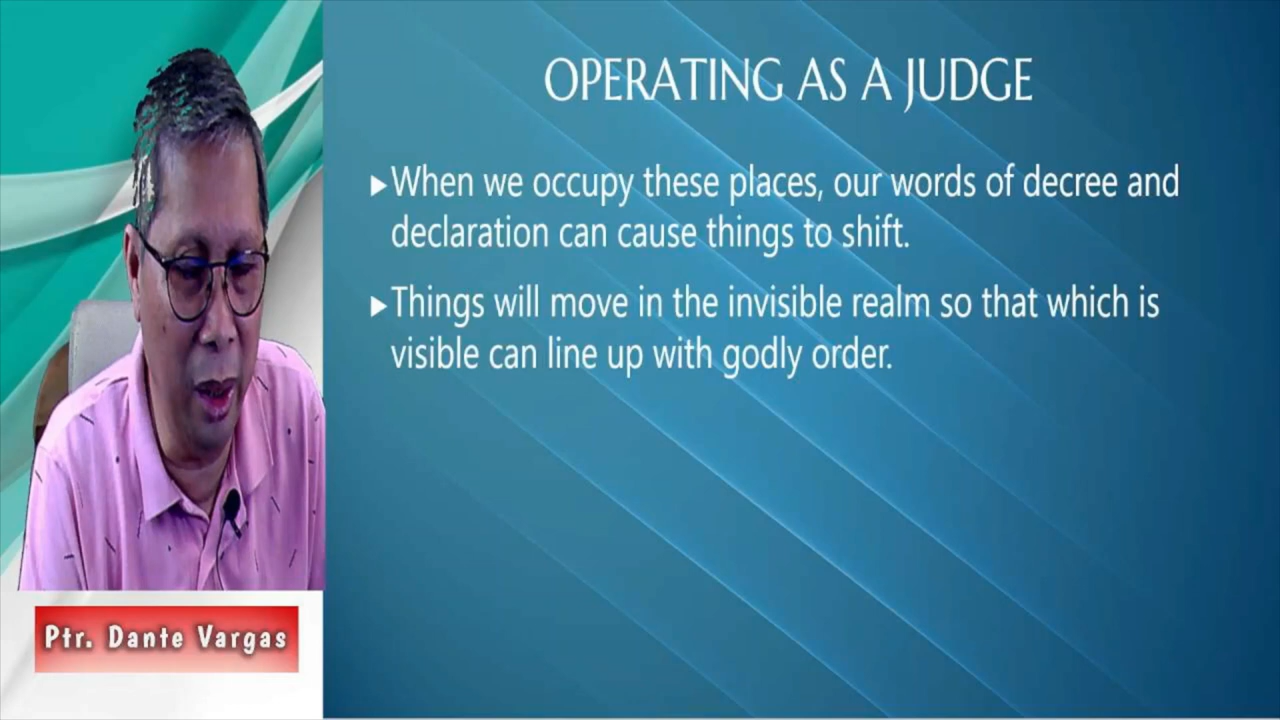 OPERATING AS A JUDGE
▸When we occupy these places, our words of decree and
declaration can cause things to shift.
▸Things will move in the invisible realm so that which is
visible can line up with godly order.
Ptr. Dante Vargas